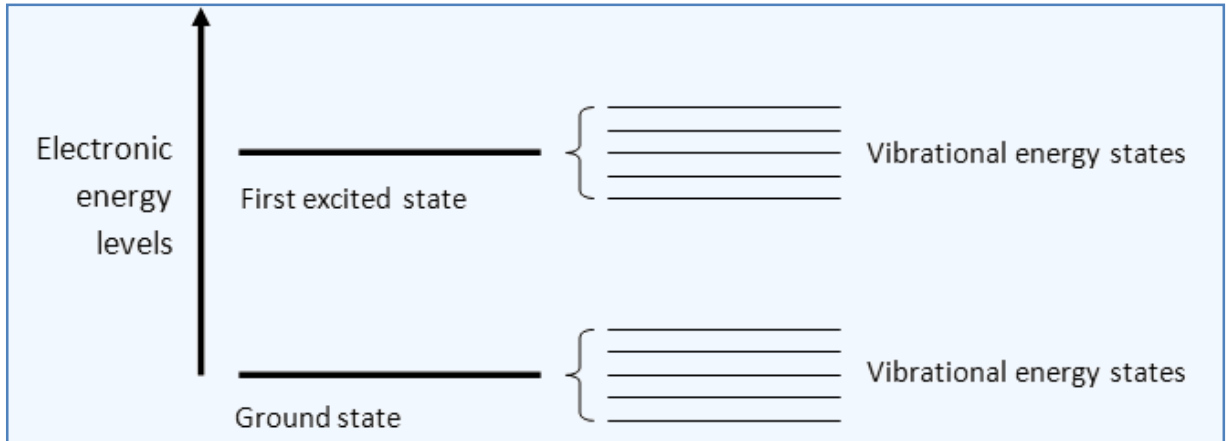 Electronic
energy
levels
First excited state
Vibrational energy states
Ground state
Vibrational energy states